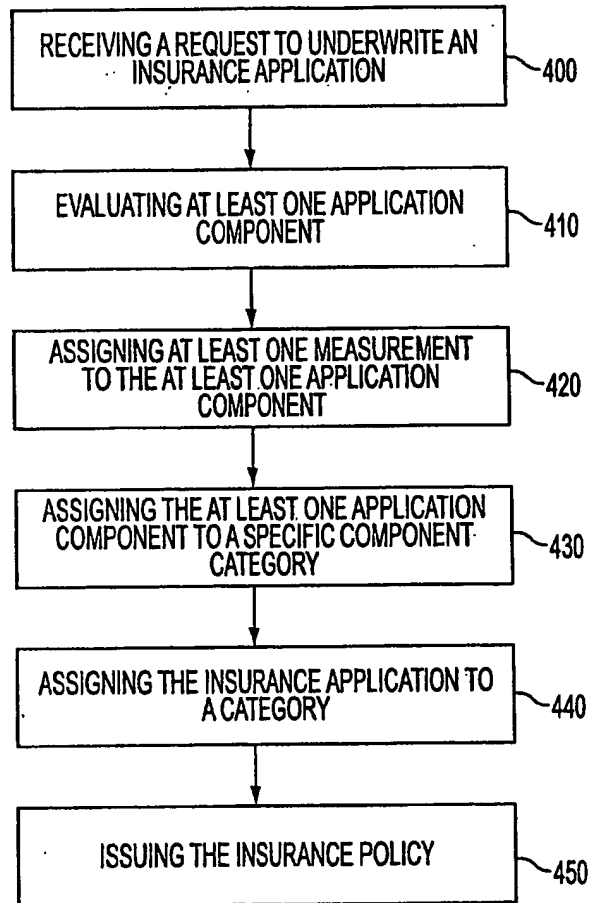 RECEIVING A REQUEST TO UNDERWRITE AN
INSURANCE APPLICATION
400
EVALUATING AT LEAST ONE APPLICATION
COMPONENT
410
ASSIGNING AT LEAST ONE MEASUREMENT
TO THE AT LEAST ONE APPLICATION
COMPONENT
420
ASSIGNING THE AT LEAST ONE APPLICATION
COMPONENT TO A SPECIFIC COMPONENT
CATEGORY
430
ASSIGNING THE INSURANCE APPLICATION TO
A CATEGORY
440
ISSUING THE INSURANCE POLICY
450